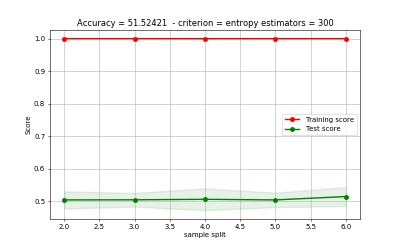 Accuracy = 51.52421  - criterion = entropy estimators = 300
1.0
0.9
0.8
0.7
0.6
0.5
Score
Training score
Test score
2.0 2.5 3.0 3.5 4.0 4.5 5.0 5.5 6.0
sample split